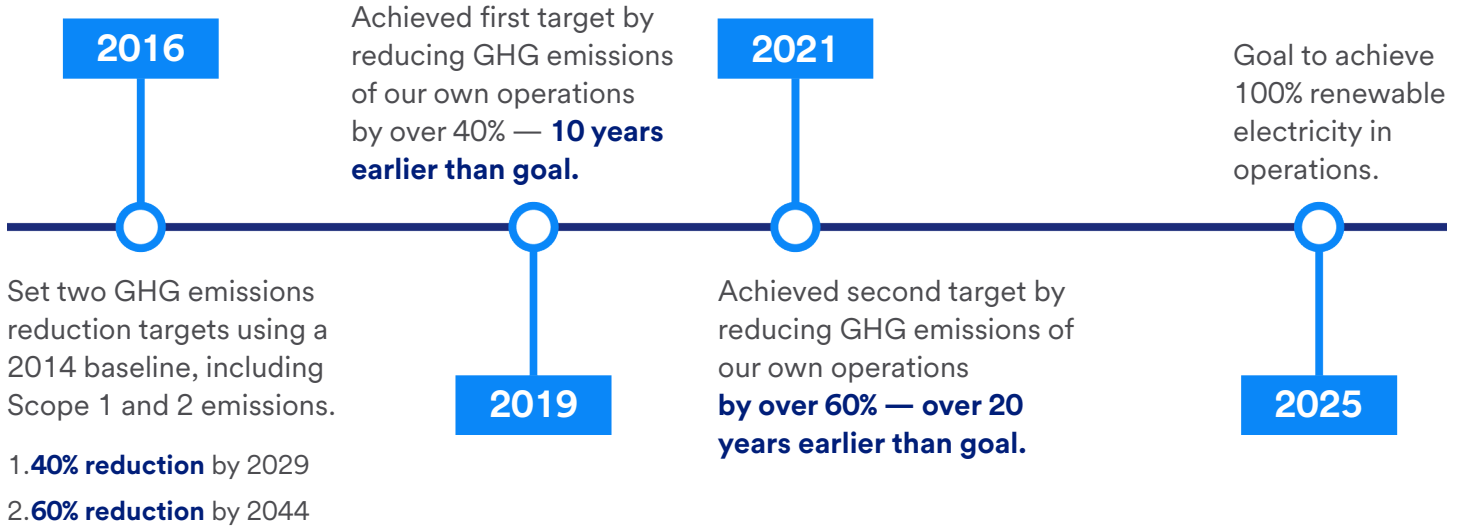 2016
Set two GHG emissions
reduction targets using a
2014 baseline, including
Scope 1 and 2 emissions.
1.40% reduction by 2029
2.60% reduction by 2044
Achieved first target by
reducing GHG emissions
of our own operations
by over 40% — 10 years
earlier than goal.
2019
2021
Achieved second target by
reducing GHG emissions of
our own operations
by over 60% — over 20
years earlier than goal.
Goal to achieve
100% renewable
electricity in
operations.
2025